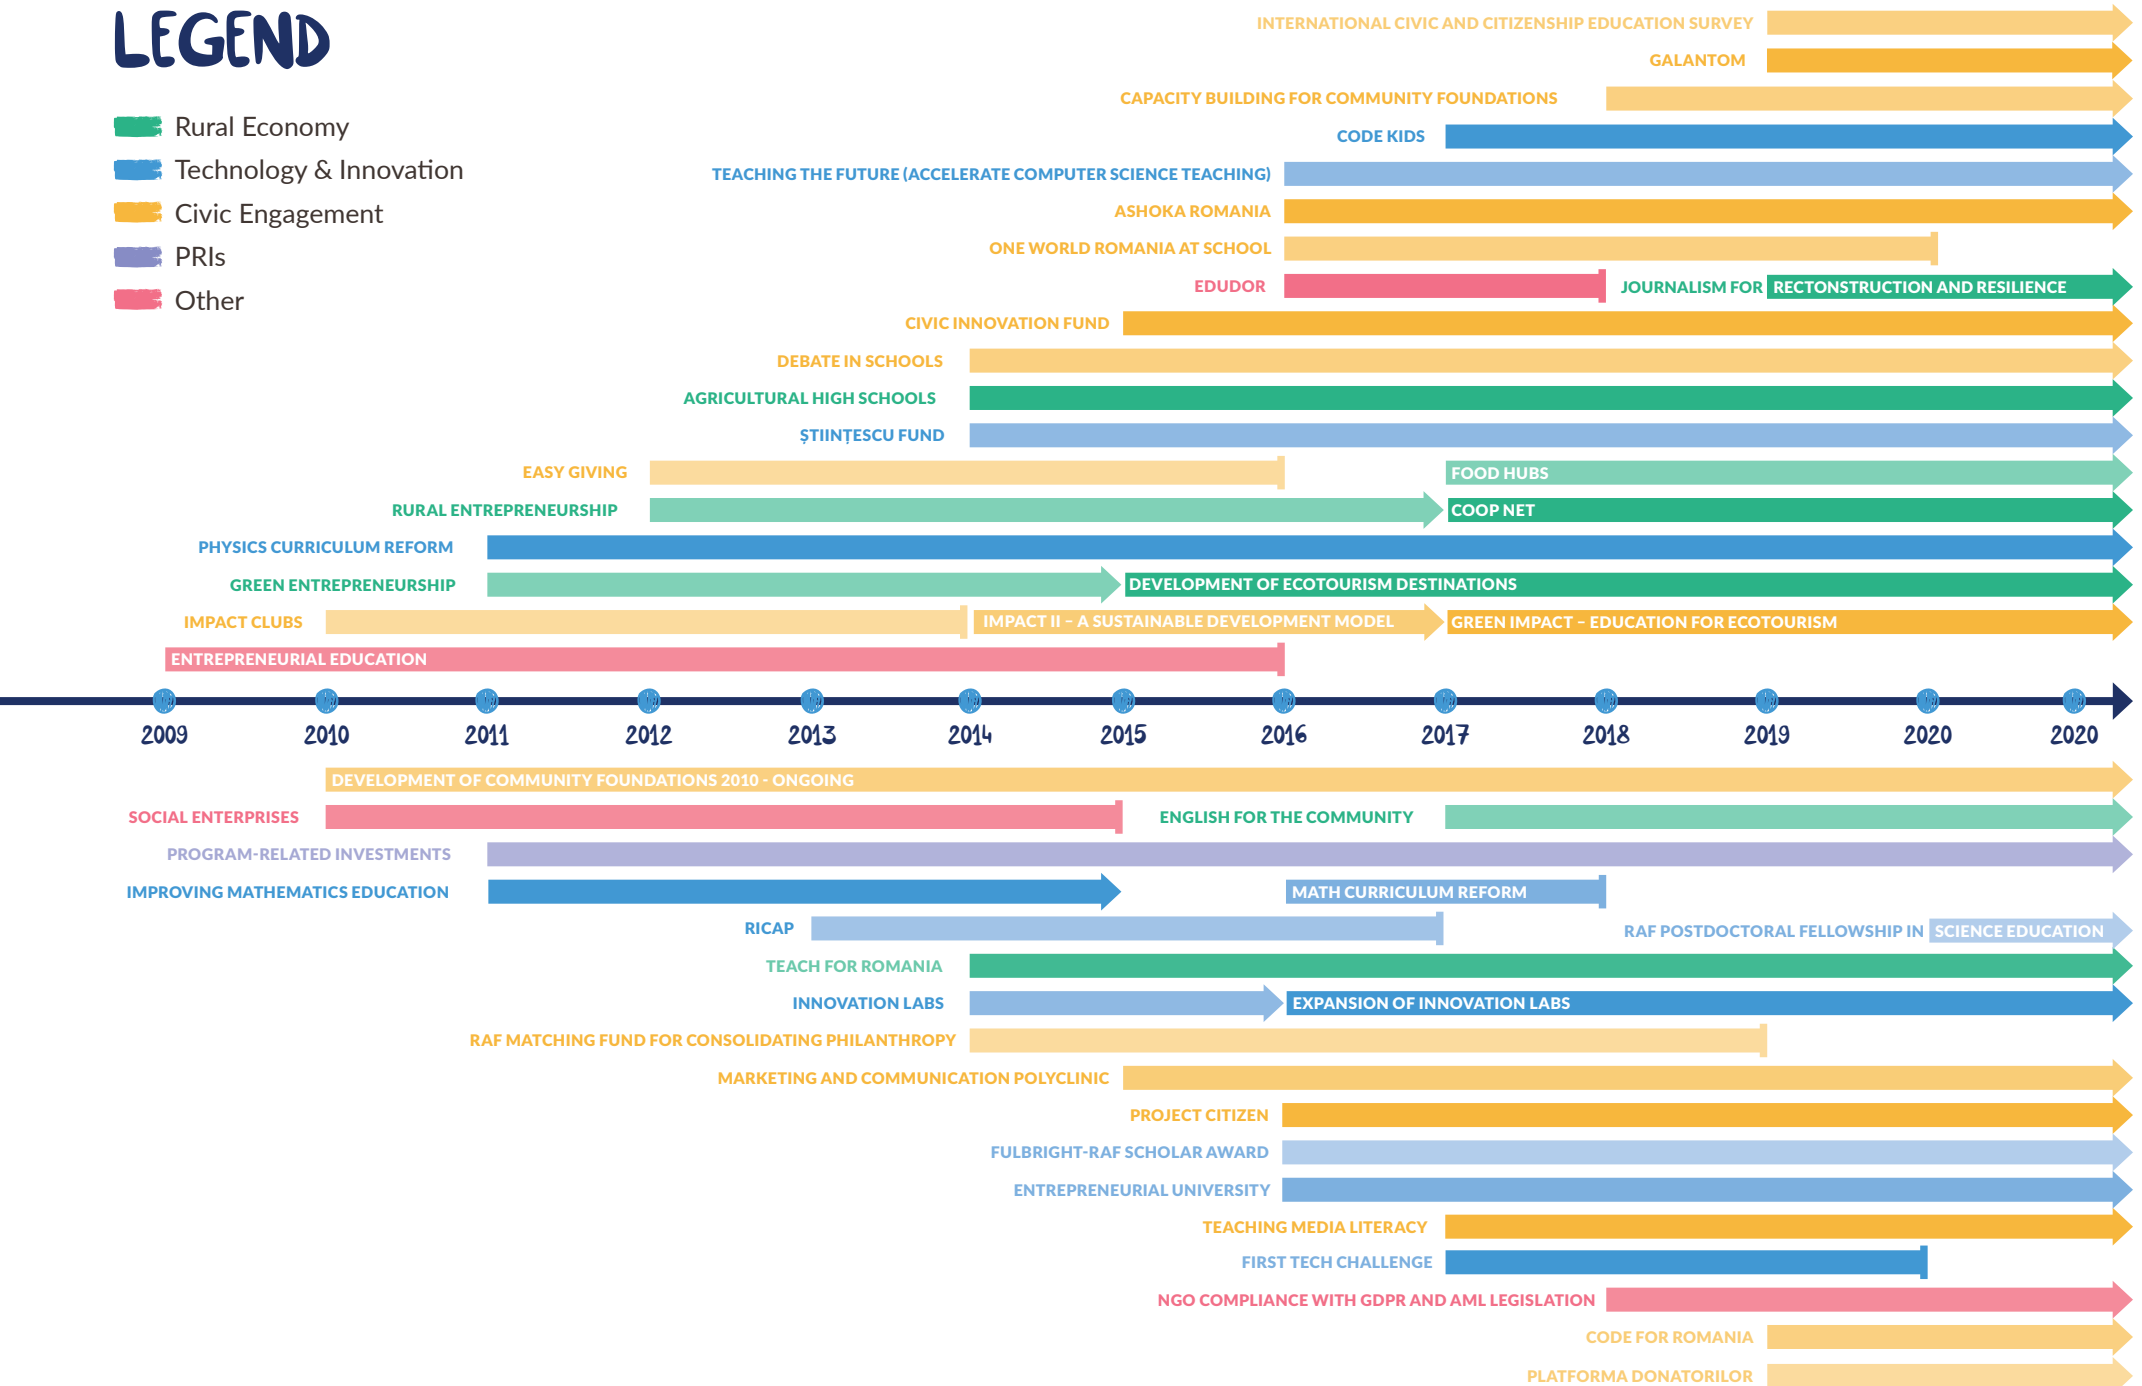 LEGEND
Rural Economy
Technology & Innovation
Civic Engagement
PRIs
Other
INTERNATIONAL CIVIC AND CITIZENSHIP EDUCATION SURVEY
GALANTOM
CAPACITY BUILDING FOR COMMUNITY FOUNDATIONS
CODE KIDS
TEACHING THE FUTURE (ACCELERATE COMPUTER SCIENCE TEACHING)
ASHOKA ROMANIA
ONE WORLD ROMANIA AT SCHOOL
EDUDOR
JOURNALISM FOR RECTONSTRUCTION AND RESILIENCE
CIVIC INNOVATION FUND
DEBATE IN SCHOOLS
AGRICULTURAL HIGH SCHOOLS
ȘTIINȚESCU FUND
EASY GIVING
FOOD HUBS
RURAL ENTREPRENEURSHIP
COOP NET
PHYSICS CURRICULUM REFORM
GREEN ENTREPRENEURSHIP
DEVELOPMENT OF ECOTOURISM DESTINATIONS
IMPACT CLUBS
IMPACT II – A SUSTAINABLE DEVELOPMENT MODEL
GREEN IMPACT – EDUCATION FOR ECOTOURISM
ENTREPRENEURIAL EDUCATION
2009 2010 2011 2012 2013 2014 2015 2016 2017 2018 2019 2020 2020
DEVELOPMENT OF COMMUNITY FOUNDATIONS 2010 - ONGOING
SOCIAL ENTERPRISES
ENGLISH FOR THE COMMUNITY
PROGRAM-RELATED INVESTMENTS
IMPROVING MATHEMATICS EDUCATION
MATH CURRICULUM REFORM
RICAP
RAF POSTDOCTORAL FELLOWSHIP IN SCIENCE EDUCATION
TEACH FOR ROMANIA
INNOVATION LABS
EXPANSION OF INNOVATION LABS
RAF MATCHING FUND FOR CONSOLIDATING PHILANTHROPY
MARKETING AND COMMUNICATION POLYCLINIC
PROJECT CITIZEN
FULBRIGHT-RAF SCHOLAR AWARD
ENTREPRENEURIAL UNIVERSITY
TEACHING MEDIA LITERACY
FIRST TECH CHALLENGE
NGO COMPLIANCE WITH GDPR AND AML LEGISLATION
CODE FOR ROMANIA
PLATFORMA DONATORILOR